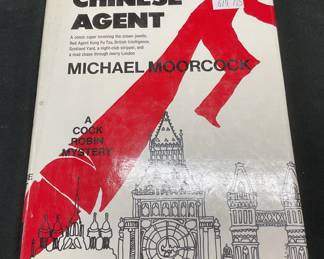 CHINESE
AGENT
A comic caper involving the crown jewels,
Red Agent Kung Fu Tzu, British Intelligence,
Scotland Yard, a night-club stripper, and
a mad chase through merry London
MICHAEL MOORCOCK
A
COCK
ROBIN
MYSTERY